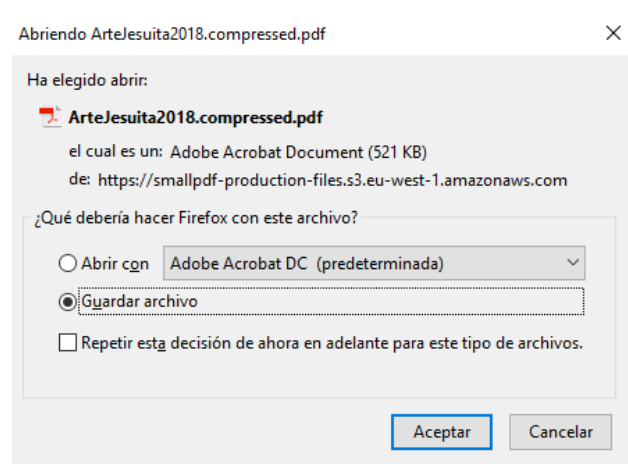 Abriendo ArteJesuita2018.compressed.pdf
Ha elegido abrir:
ArteJesuita2018.compressed.pdf
el cual es un: Adobe Acrobat Document (521 KB)
de: https://smallpdf-production-files.s3.eu-west-1.amazonaws.com
¿Qué debería hacer Firefox con este archivo?
Abrir con Adobe Acrobat DC (predeterminada)
Guardar archivo
Repetir esta decisión de ahora en adelante para este tipo de archivos.
Aceptar Cancelar